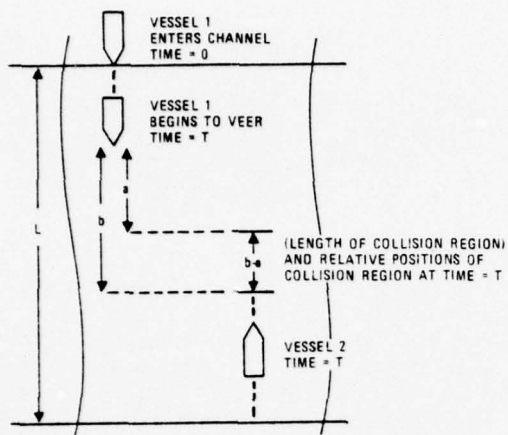 VESSEL 1
ENTERS CHANNEL
TIME = 0
VESSEL 1
BEGINS TO VEER
TIME = T
a
b
L
(LENGTH OF COLLISION REGION)
AND RELATIVE POSITIONS OF
COLLISION REGION AT TIME = T
b-a
VESSEL 2
TIME = T